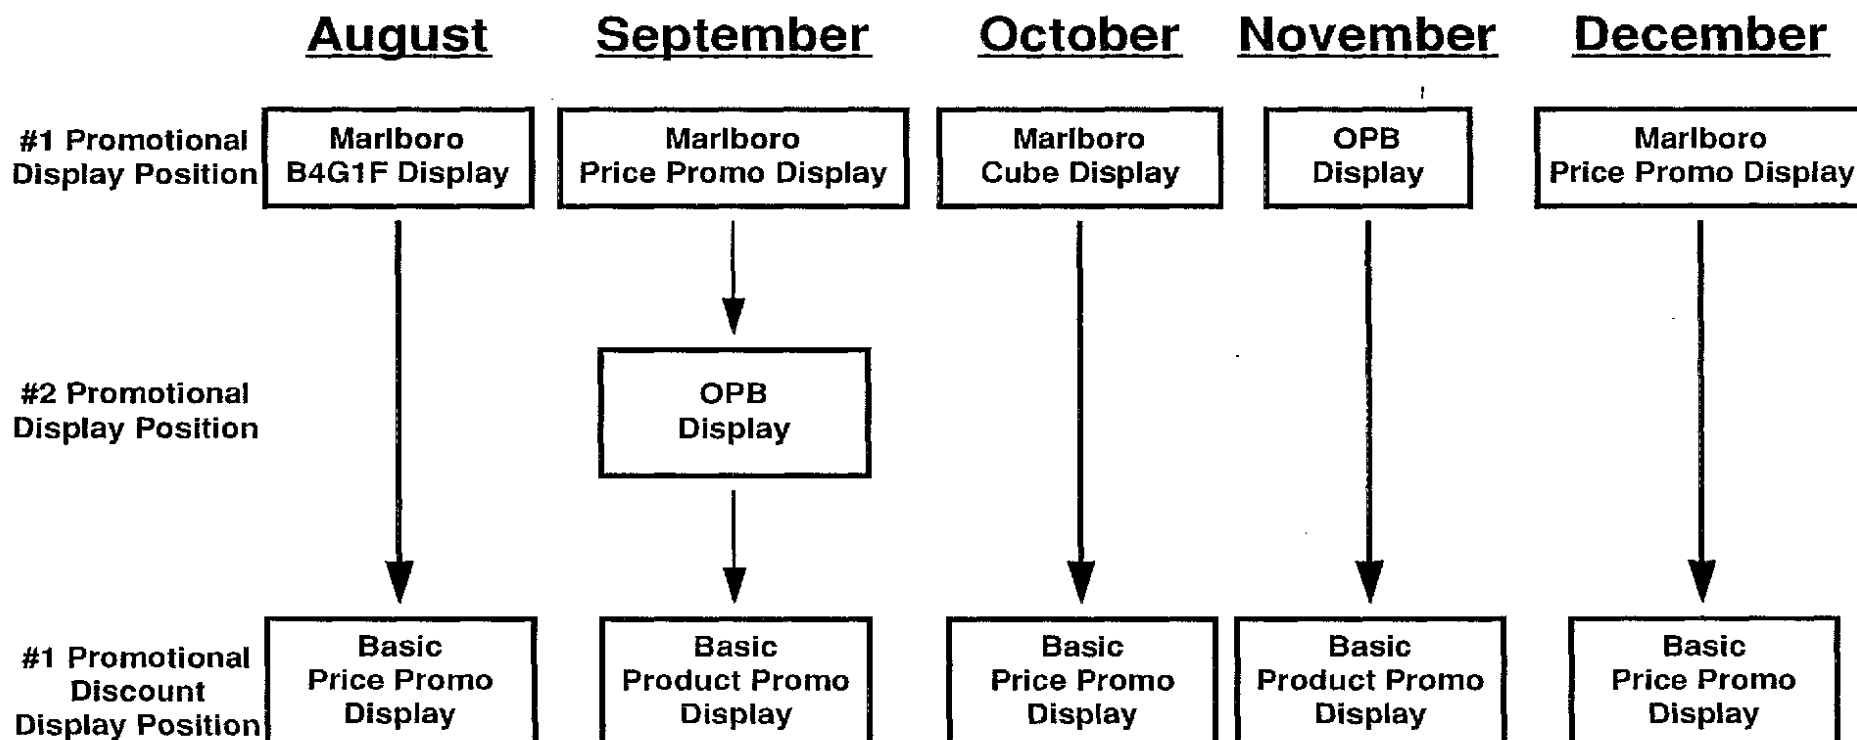 August September October November December
#1 Promotional
Display Position
Marlboro
B4G1F Display
Marlboro
Price Promo Display
Marlboro
Cube Display
OPB
Display
Marlboro
Price Promo Display
#2 Promotional
Display Position
OPB
Display
#1 Promotional
Discount
Display Position
Basic
Price Promo
Display
Basic
Product Promo
Display
Basic
Price Promo
Display
Basic
Product Promo
Display
Basic
Price Promo
Display